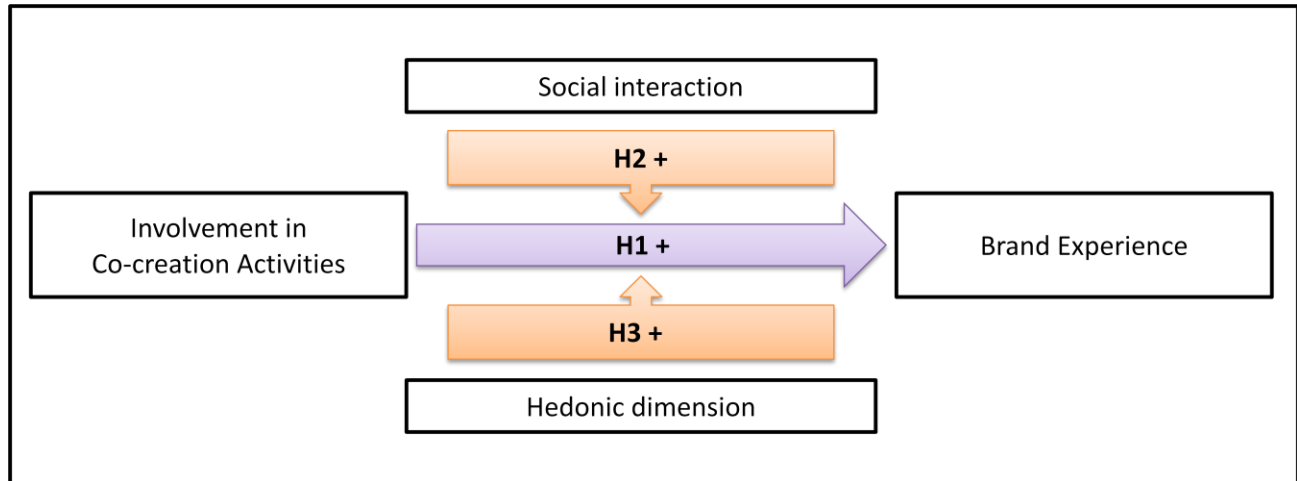 Social interaction
H2 +
Involvement in
Co-creation Activities
H1 +
Brand Experience
H3 +
Hedonic dimension